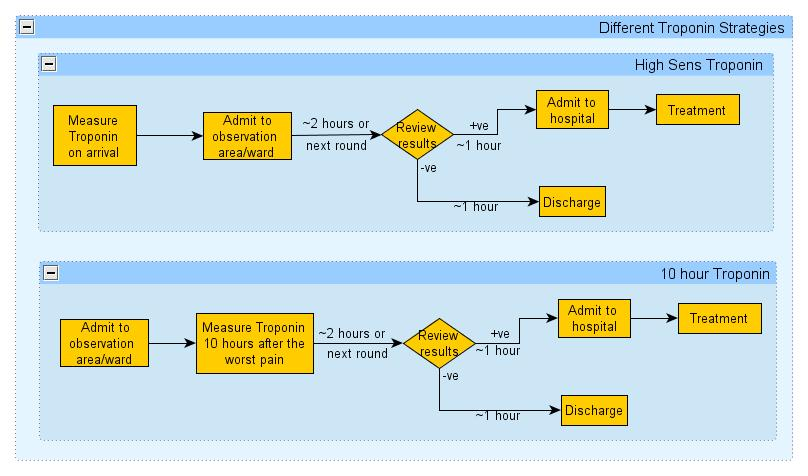 Different Troponin Strategies
High Sens Troponin
Measure
Troponin
on arrival
Admit to
observation
area/ward
~2 hours or
next round
Review
results
+ve
~1 hour
Admit to
hospital
Treatment
-ve
~1 hour
Discharge
10 hour Troponin
Admit to
observation
area/ward
Measure Troponin
10 hours after the
worst pain
~2 hours or
next round
Review
results
+ve
~1 hour
Admit to
hospital
Treatment
-ve
~1 hour
Discharge